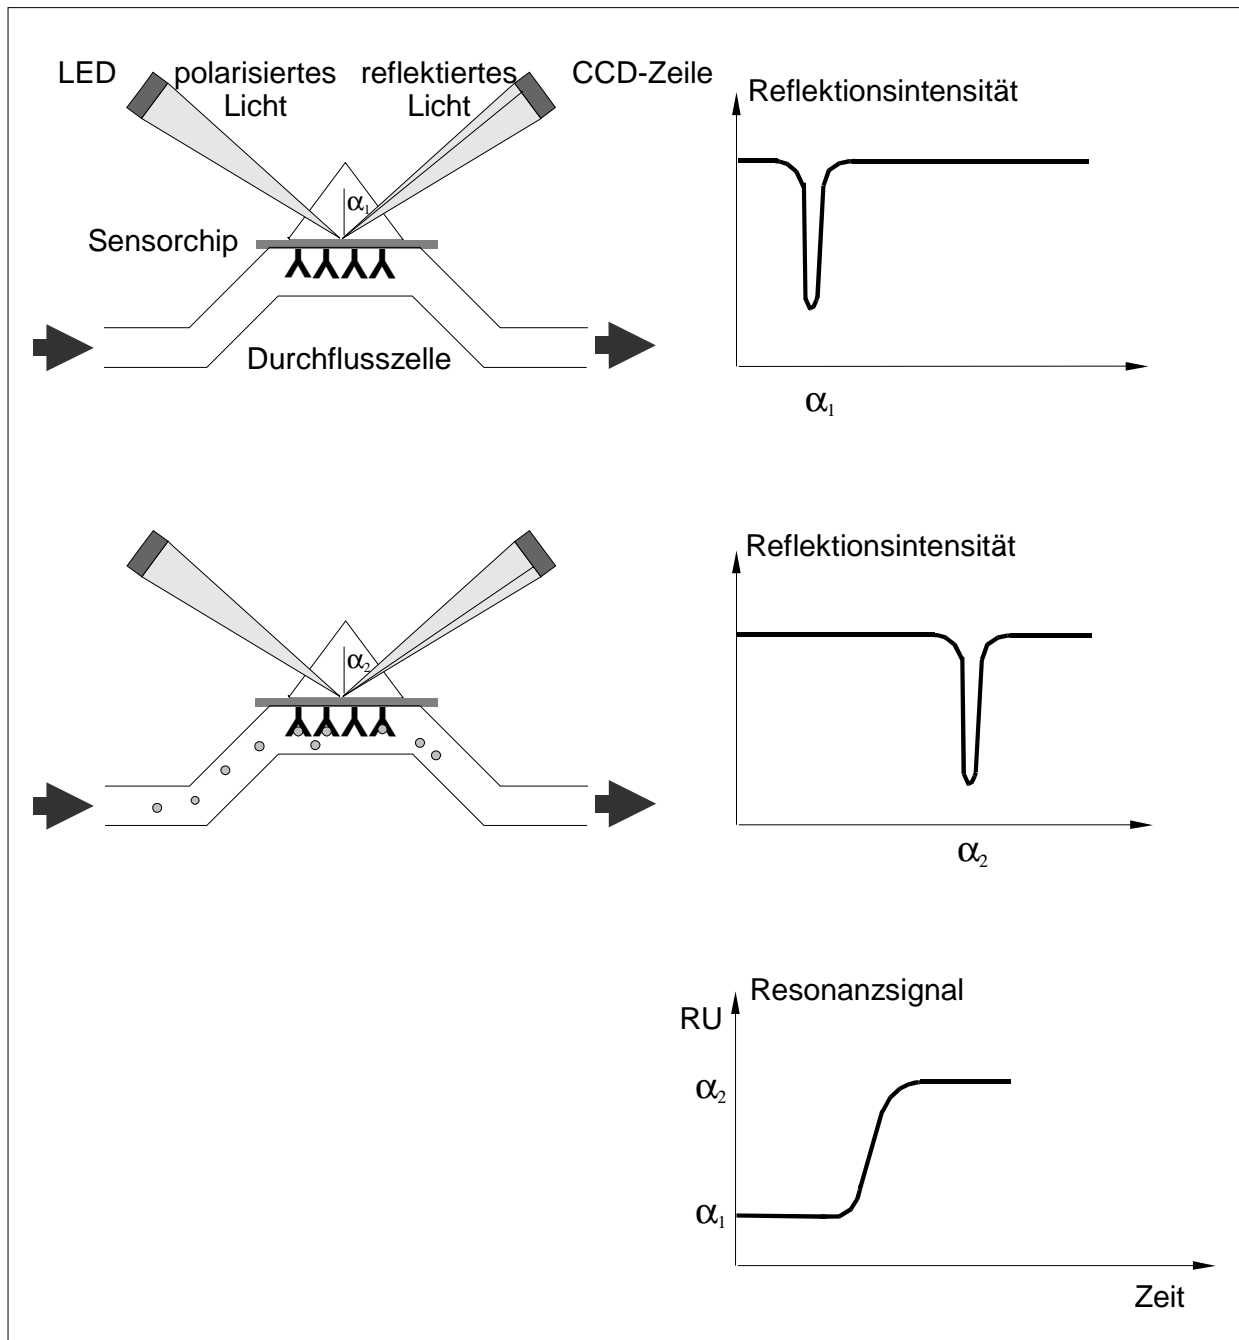 LED
polarisiertes
Licht
reflektiertes
Licht
CCD-Zeile
α₁
Sensorchip
Durchflusszelle
Reflektionsintensität
α₁
α₂
Reflektionsintensität
α₂
Resonanzsignal
RU
α₂
α₁
Zeit